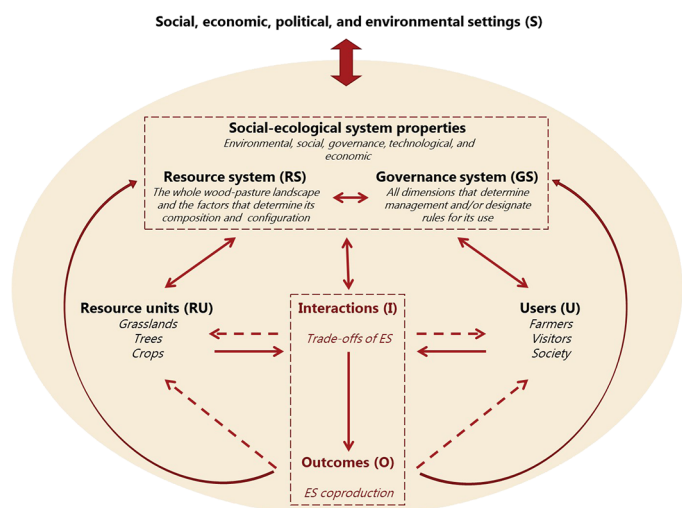 Social, economic, political, and environmental settings (S)
Social-ecological system properties
Environmental, social, governance, technological, and
economic
Resource system (RS)
The whole wood-pasture landscape
and the factors that determine its
composition and configuration
Governance system (GS)
All dimensions that determine
management and/or designate
rules for its use
Resource units (RU)
Grasslands
Trees
Crops
Interactions (I)
Trade-offs of ES
Users (U)
Farmers
Visitors
Society
Outcomes (O)
ES coproduction